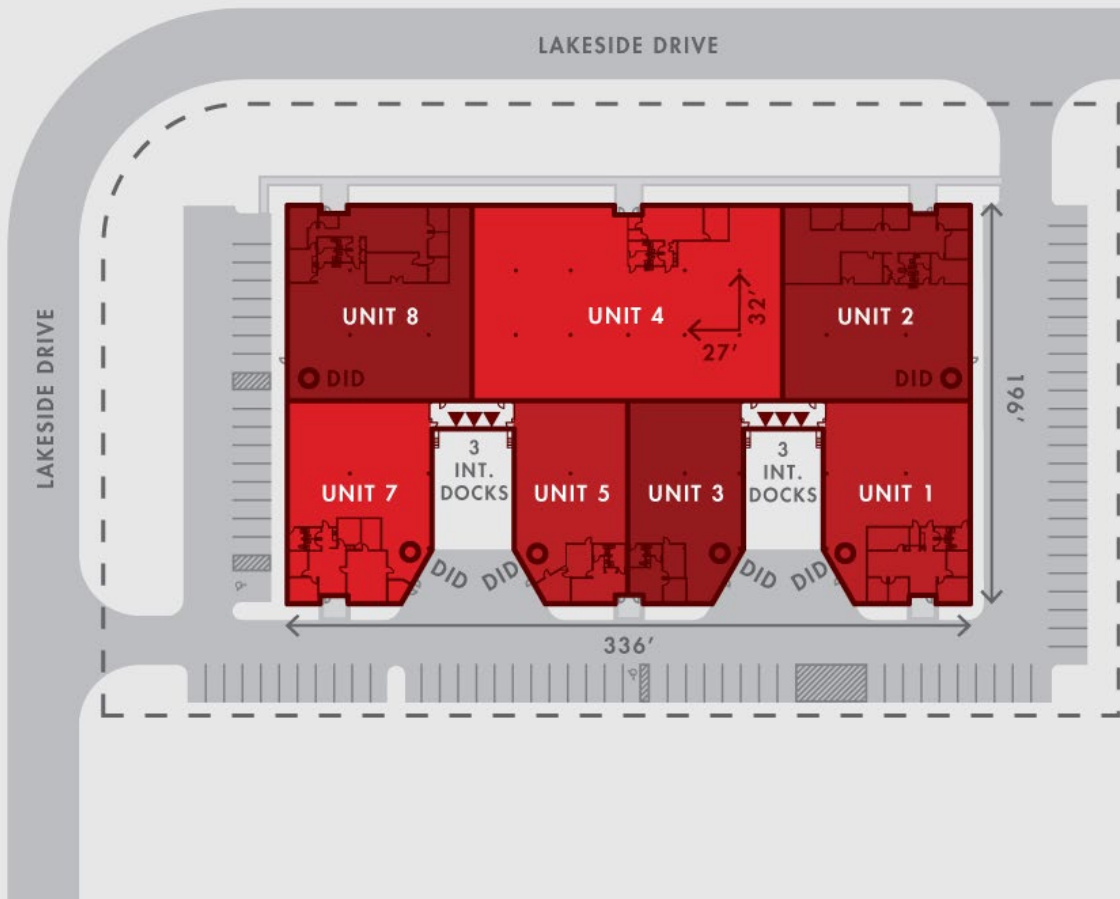 LAKESIDE DRIVE
LAKESIDE DRIVE
UNIT 8
UNIT 4
UNIT 2
32’
27’
DID
DID
196’
3
INT.
DOCKS
3
INT.
DOCKS
UNIT 7
UNIT 5
UNIT 3
UNIT 1
DID
DID
DID
DID
336’